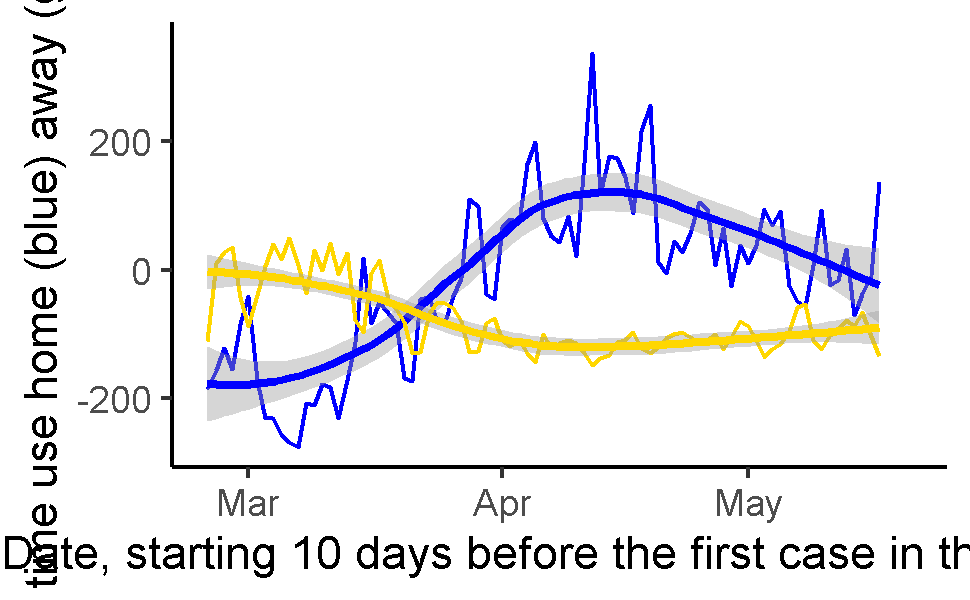 time use home (blue) away (
200
0
-200
Mar Apr May
Date, starting 10 days before the first case in th